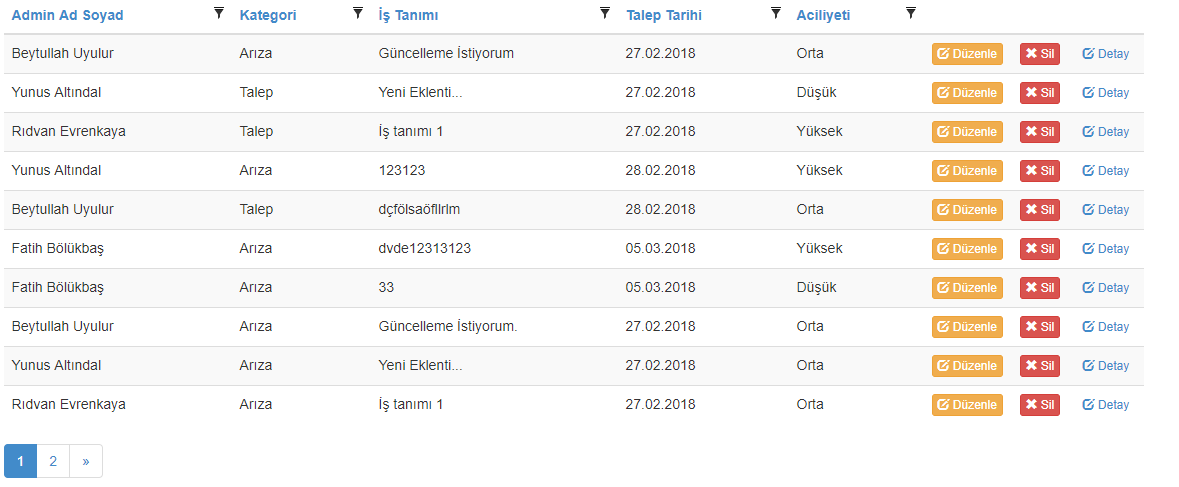 Admin Ad Soyad Kategori İş Tanımı Talep Tarihi Aciliyeti
Beytullah Uyulur Arıza Güncelleme İstiyorum 27.02.2018 Orta Düzenle Sil Detay
Yunus Altındal Talep Yeni Eklenti... 27.02.2018 Düşük Düzenle Sil Detay
Rıdvan Evrenkaya Talep İş tanımı 1 27.02.2018 Yüksek Düzenle Sil Detay
Yunus Altındal Arıza 123123 28.02.2018 Yüksek Düzenle Sil Detay
Beytullah Uyulur Talep dçfölsaöfllrlm 28.02.2018 Orta Düzenle Sil Detay
Fatih Bölükbaş Arıza dvde12313123 05.03.2018 Yüksek Düzenle Sil Detay
Fatih Bölükbaş Arıza 33 05.03.2018 Düşük Düzenle Sil Detay
Beytullah Uyulur Arıza Güncelleme İstiyorum. 27.02.2018 Orta Düzenle Sil Detay
Yunus Altındal Arıza Yeni Eklenti... 27.02.2018 Orta Düzenle Sil Detay
Rıdvan Evrenkaya Arıza İş tanımı 1 27.02.2018 Orta Düzenle Sil Detay
1 2 »